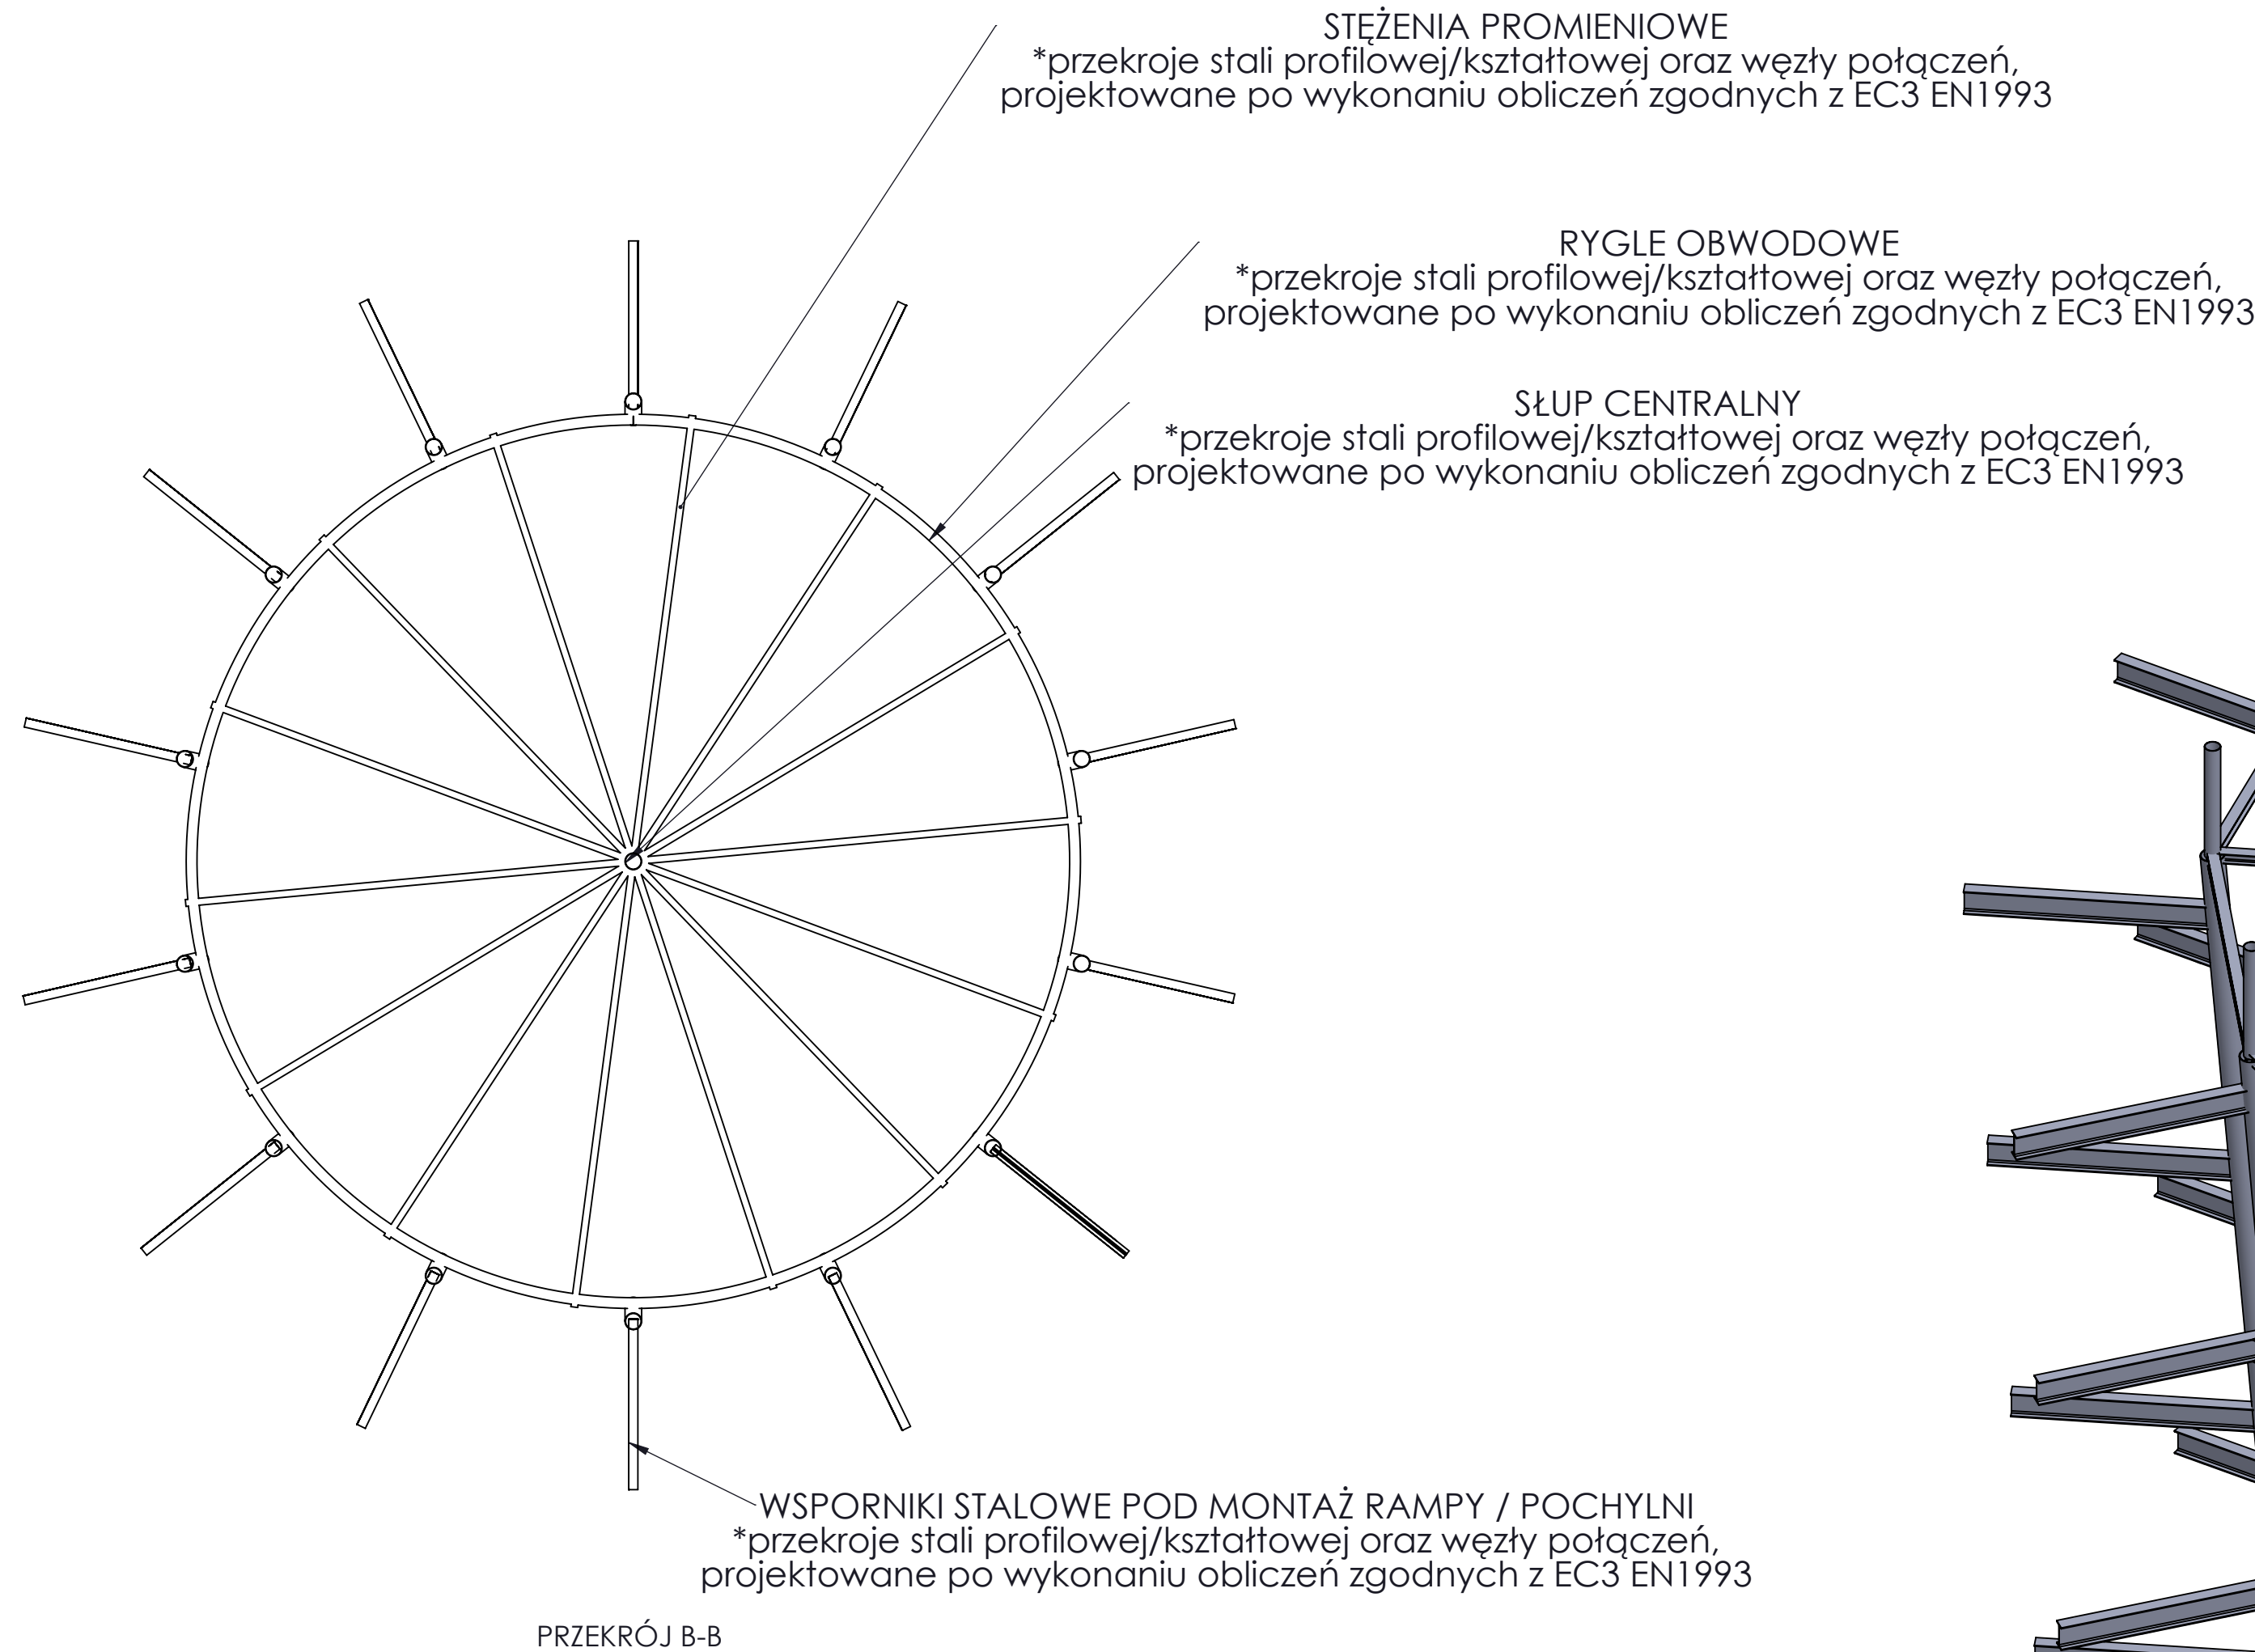 STĘŻENIA PROMIENIOWE
*przekroje stali profilowej/kształtowej oraz węzły połączeń,
projektowane po wykonaniu obliczeń zgodnych z EC3 EN1993
RYGLE OBWODOWE
*przekroje stali profilowej/kształtowej oraz węzły połączeń,
projektowane po wykonaniu obliczeń zgodnych z EC3 EN1993
SŁUP CENTRALNY
*przekroje stali profilowej/kształtowej oraz węzły połączeń,
projektowane po wykonaniu obliczeń zgodnych z EC3 EN1993
WSPORNIKI STALOWE POD MONTAŻ RAMPY / POCHYLNI
*przekroje stali profilowej/kształtowej oraz węzły połączeń,
projektowane po wykonaniu obliczeń zgodnych z EC3 EN1993
PRZEKRÓJ B-B